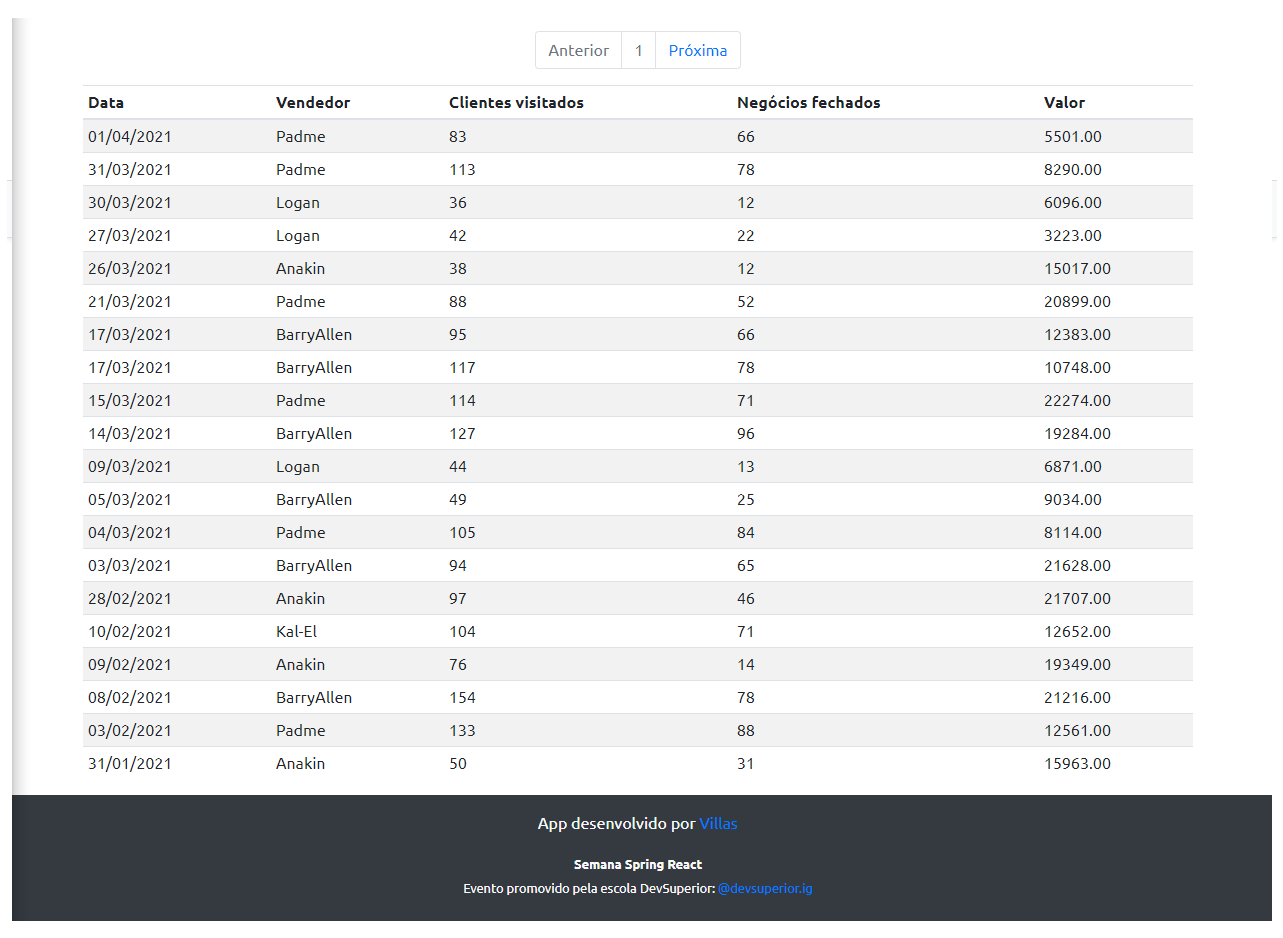 Anterior 1 Próxima
Data Vendedor Clientes visitados Negócios fechados Valor
01/04/2021 Padme 83 66 5501.00
31/03/2021 Padme 113 78 8290.00
30/03/2021 Logan 36 12 6096.00
27/03/2021 Logan 42 22 3223.00
26/03/2021 Anakin 38 12 15017.00
21/03/2021 Padme 88 52 20899.00
17/03/2021 BarryAllen 95 66 12383.00
17/03/2021 BarryAllen 117 78 10748.00
15/03/2021 Padme 114 71 22274.00
14/03/2021 BarryAllen 127 96 19284.00
09/03/2021 Logan 44 13 6871.00
05/03/2021 BarryAllen 49 25 9034.00
04/03/2021 Padme 105 84 8114.00
03/03/2021 BarryAllen 94 65 21628.00
28/02/2021 Anakin 97 46 21707.00
10/02/2021 Kal-El 104 71 12652.00
09/02/2021 Anakin 76 14 19349.00
08/02/2021 BarryAllen 154 78 21216.00
03/02/2021 Padme 133 88 12561.00
31/01/2021 Anakin 50 31 15963.00
App desenvolvido por Villas
Semana Spring React
Evento promovido pela escola DevSuperior: @devsuperior.ig